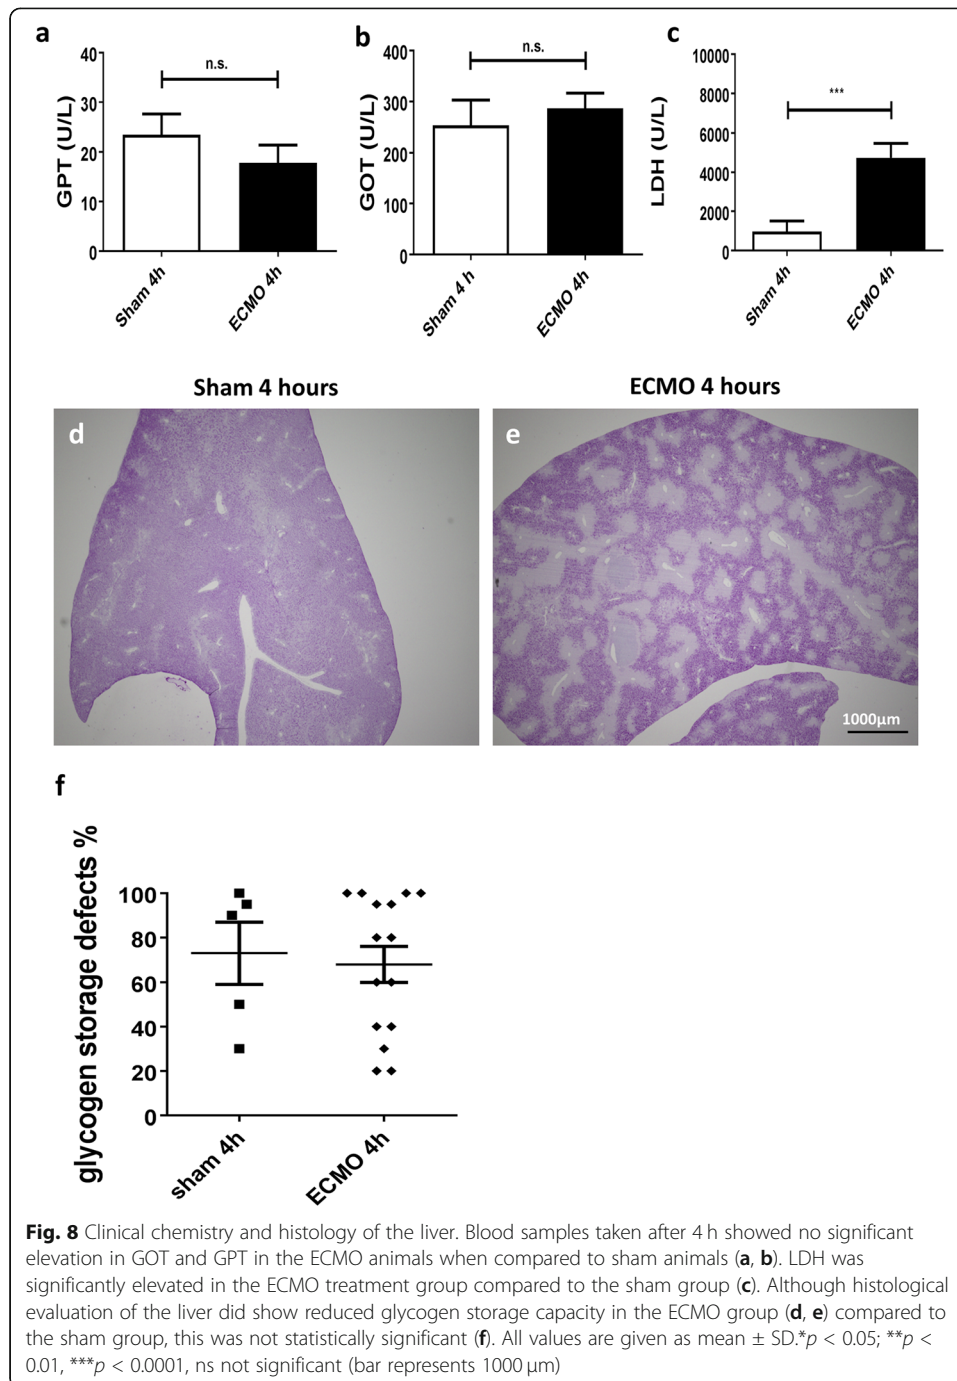 a
b
c
40
30
20
10
0
GPT (U/L)
n.s.
Sham 4h
ECMO 4h
400
300
200
100
0
GOT (U/L)
n.s.
Sham 4 h
ECMO 4h
10000
8000
6000
4000
2000
0
LDH (U/L)
***
Sham 4h
ECMO 4h
Sham 4 hours
ECMO 4 hours
d
e
1000µm
f
glycogen storage defects %
100
80
60
40
20
0
sham 4h
ECMO 4h
Fig. 8 Clinical chemistry and histology of the liver. Blood samples taken after 4 h showed no significant
elevation in GOT and GPT in the ECMO animals when compared to sham animals (a, b). LDH was
significantly elevated in the ECMO treatment group compared to the sham group (c). Although histological
evaluation of the liver did show reduced glycogen storage capacity in the ECMO group (d, e) compared to
the sham group, this was not statistically significant (f). All values are given as mean ± SD.*p < 0.05; **p <
0.01, ***p < 0.0001, ns not significant (bar represents 1000 µm)